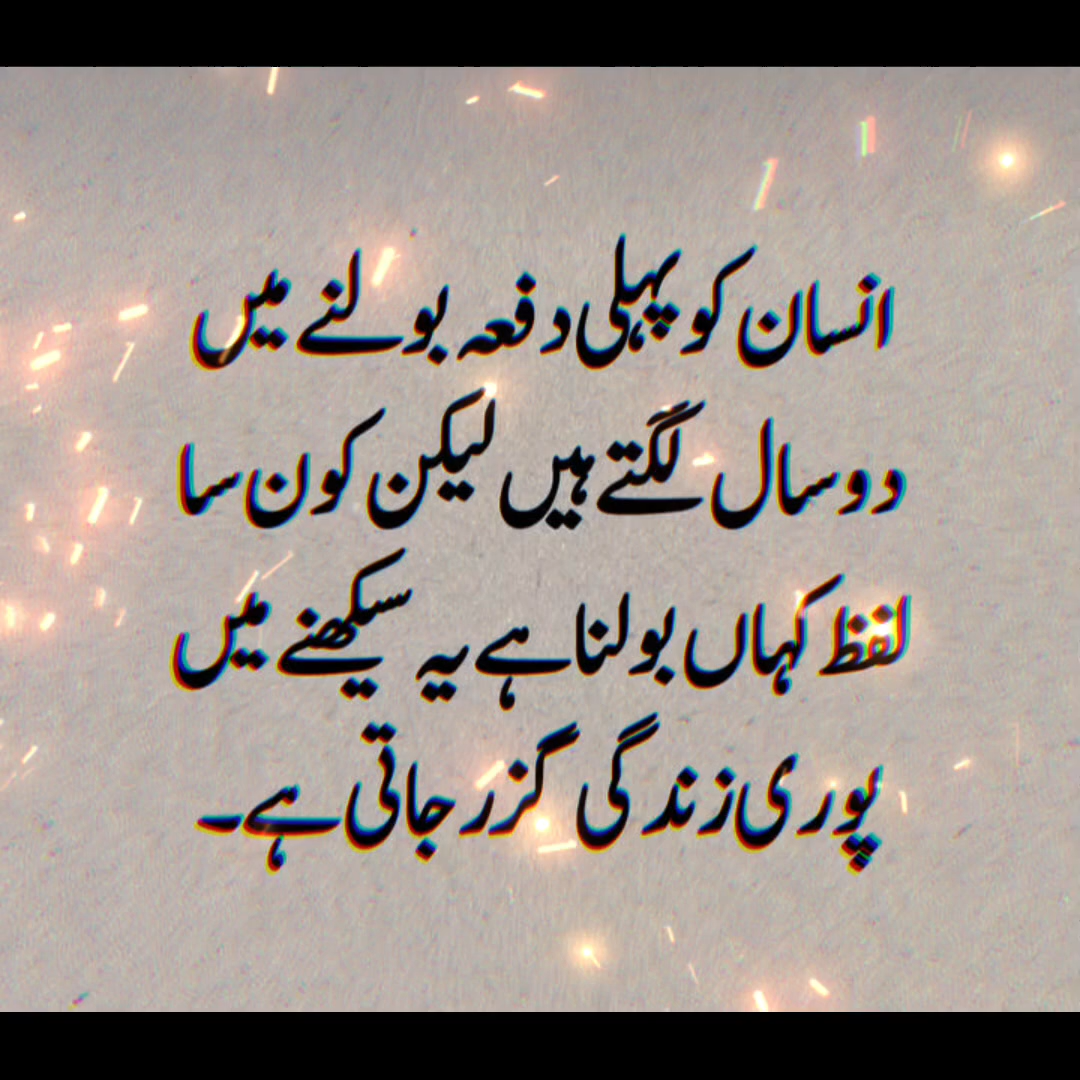 انسان کو پہلی دفعہ بولنے میں
دو سال لگتے ہیں لیکن کون سا
لفظ کہاں بولنا ہے یہ سیکھنے میں
پوری زندگی گزر جاتی ہے۔